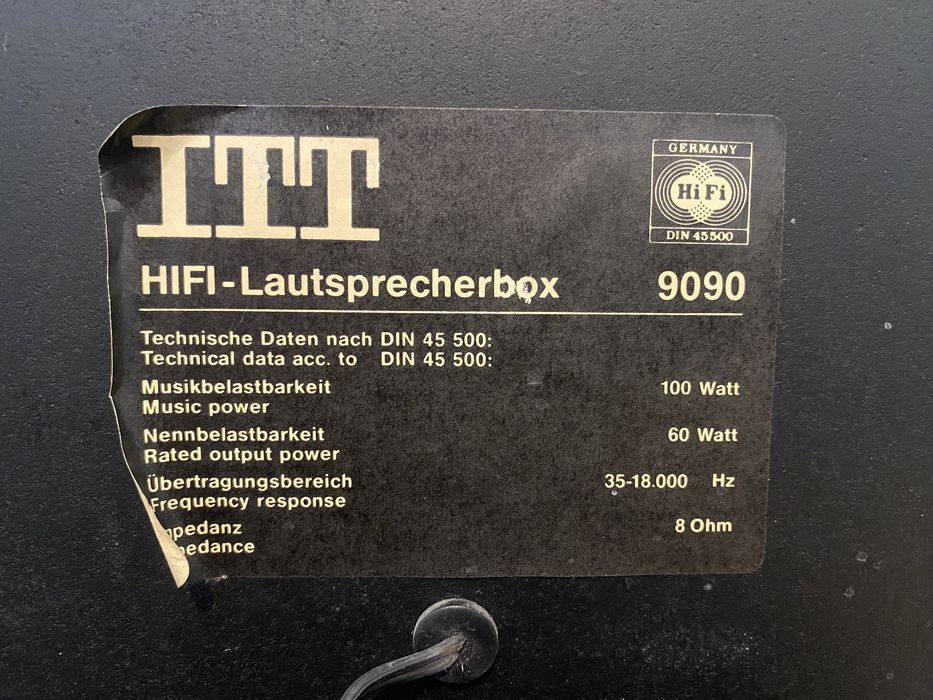 ITT
GERMANY
HiFi
DIN 45500
HIFI-Lautsprecherbox 9090
Technische Daten nach DIN 45 500:
Technical data acc. to DIN 45 500:
Musikbelastbarkeit 100 Watt
Music power
Nennbelastbarkeit 60 Watt
Rated output power
Übertragungsbereich 35-18.000 Hz
Frequency response
mpedanz 8 Ohm
pedance